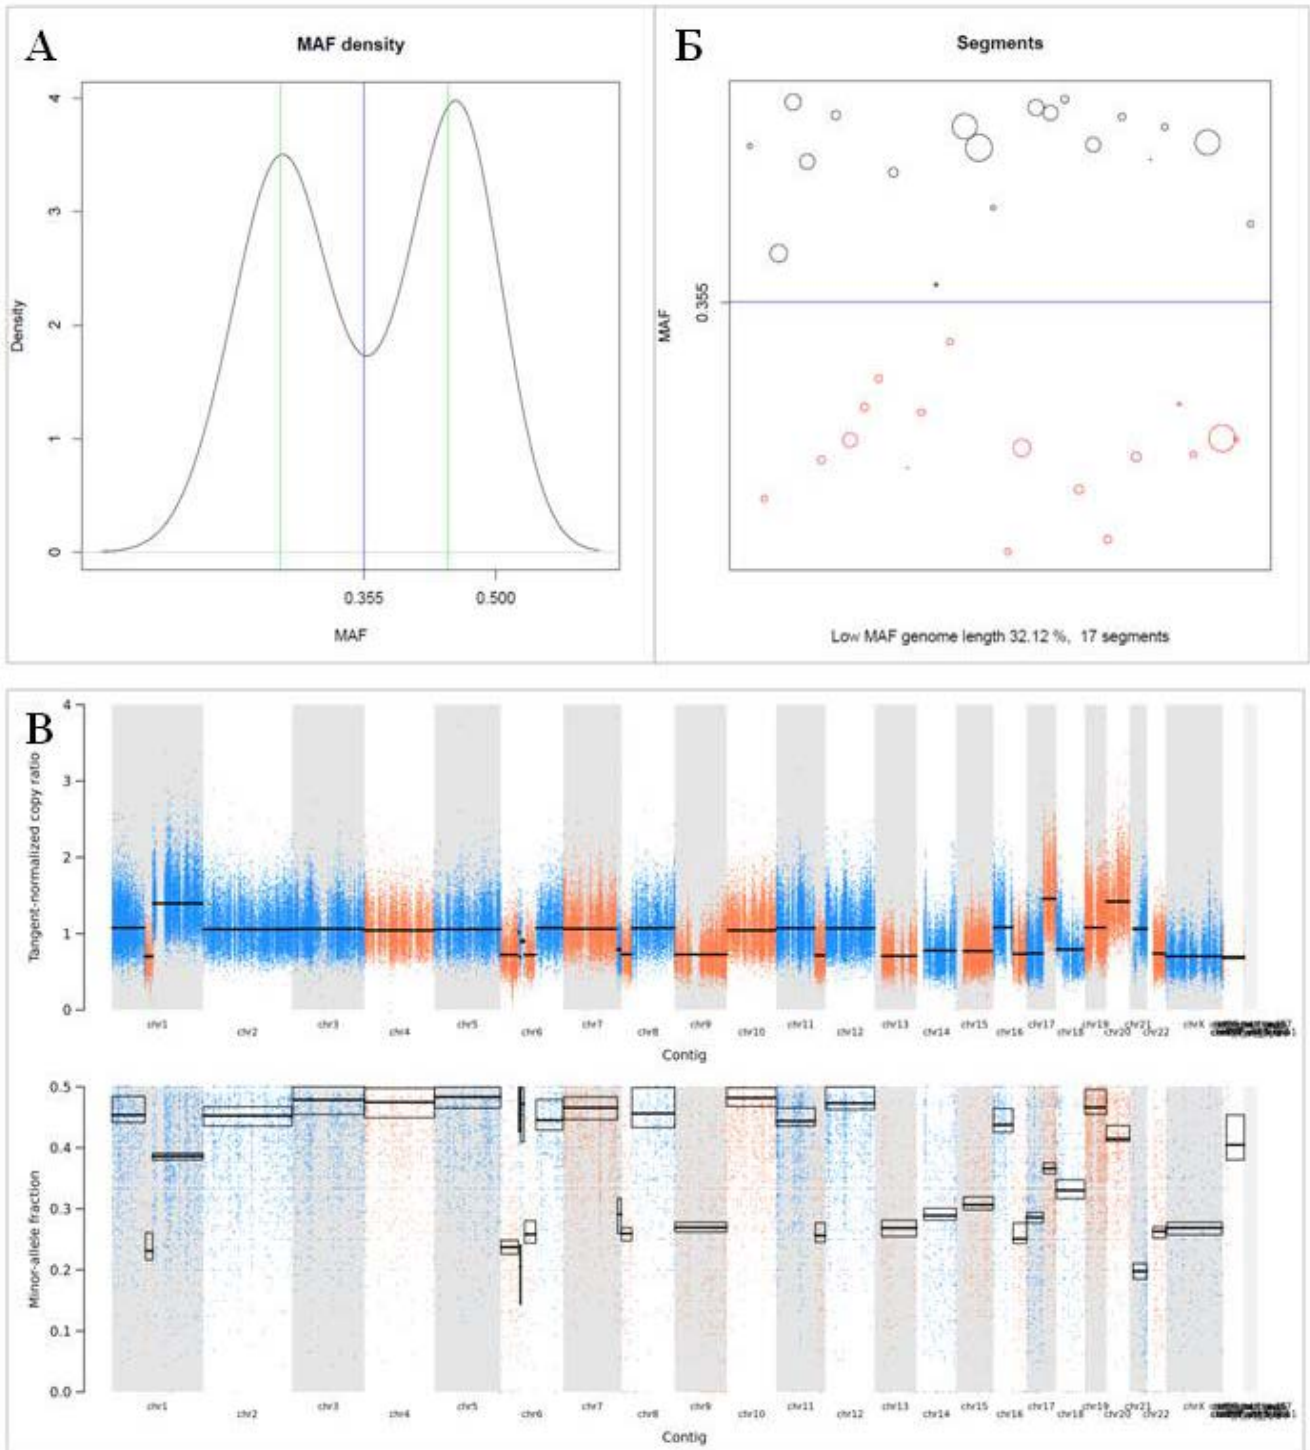 А
MAF density
Density
4
3
2
1
0
0.355
0.500
MAF
Б
Segments
MAF
0.355
Low MAF genome length 32.12 %, 17 segments
В
Tangent-normalized copy ratio
4
3
2
1
0
chr1
chr2
chr3
chr4
chr5
chr6
chr7
chr8
chr9
chr10
chr11
chr12
chr13
chr14
chr15
chr16
chr17
chr18
chr19
chr20
chr21
chr22
chrX
Contig
Minor-allele fraction
0.5
0.4
0.3
0.2
0.1
0.0
chr1
chr2
chr3
chr4
chr5
chr6
chr7
chr8
chr9
chr10
chr11
chr12
chr13
chr14
chr15
chr16
chr17
chr18
chr19
chr20
chr21
chr22
chrX
Contig